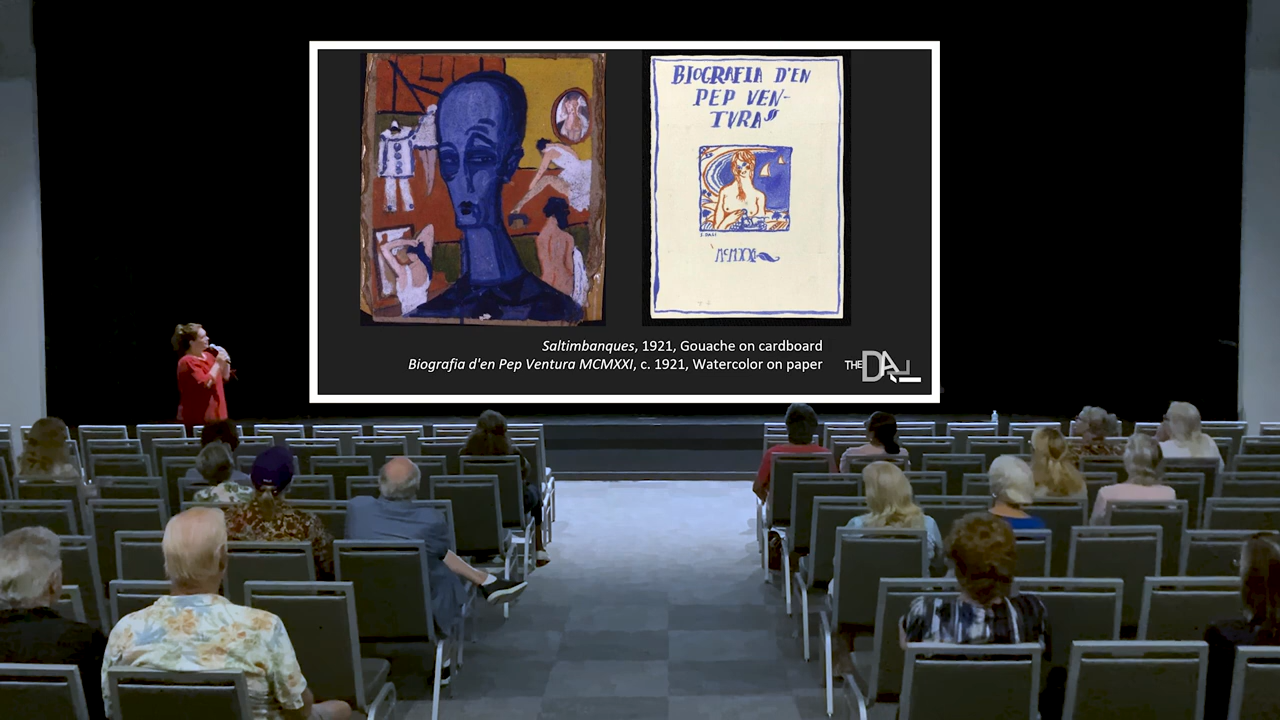 BIOGRAFIA D'EN
PEP VEN-
TVRA
MCMXXI
Saltimbanques, 1921, Gouache on cardboard
Biografia d'en Pep Ventura MCMXXI, c. 1921, Watercolor on paper
THE DALI